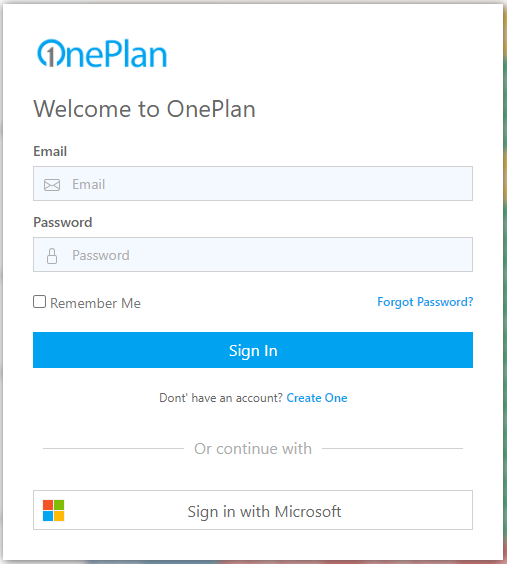 OnePlan
Welcome to OnePlan
Email
Email
Password
Password
Remember Me Forgot Password?
Sign In
Dont' have an account? Create One
Or continue with
Sign in with Microsoft